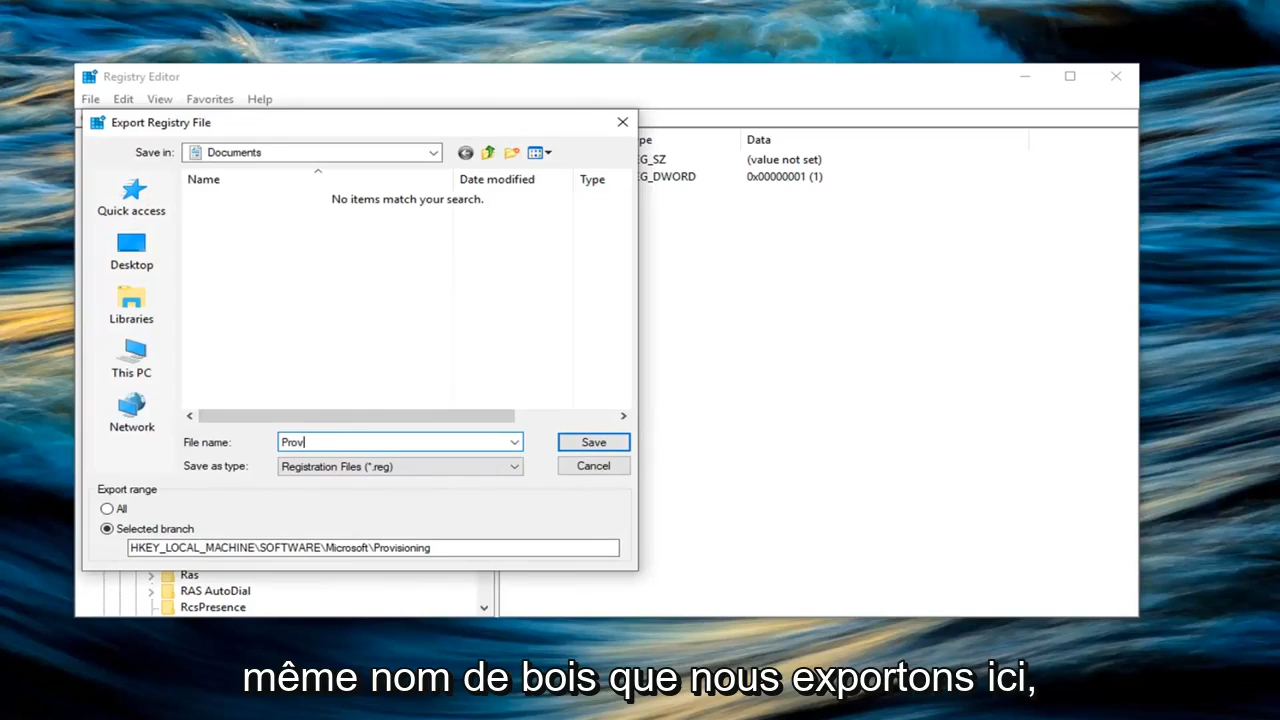 Registry Editor
File Edit View Favorites Help
Export Registry File
Save in: Documents
Name Date modified Type
No items match your search.
Quick access
Desktop
Libraries
This PC
Network
File name: Prov
Save
Save as type: Registration Files (*.reg)
Cancel
Export range
All
Selected branch
HKEY_LOCAL_MACHINE\SOFTWARE\Microsoft\Provisioning
Data
(value not set)
0x00000001 (1)
Ras
RAS AutoDial
RcsPresence
même nom de bois que nous exportons ici,